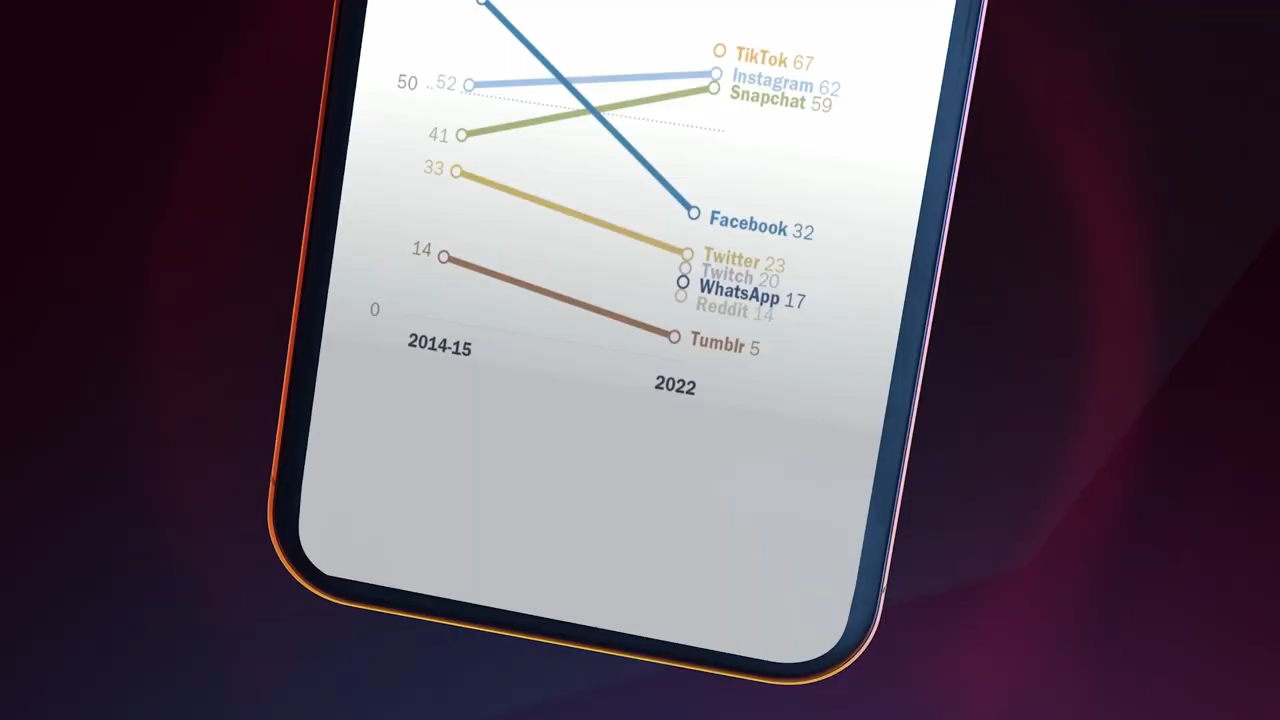 TikTok 67
50 52 Instagram 62
Snapchat 59
41
33
Facebook 32
14 Twitter 23
Twitch 20
WhatsApp 17
Reddit 14
0 Tumblr 5
2014-15 2022